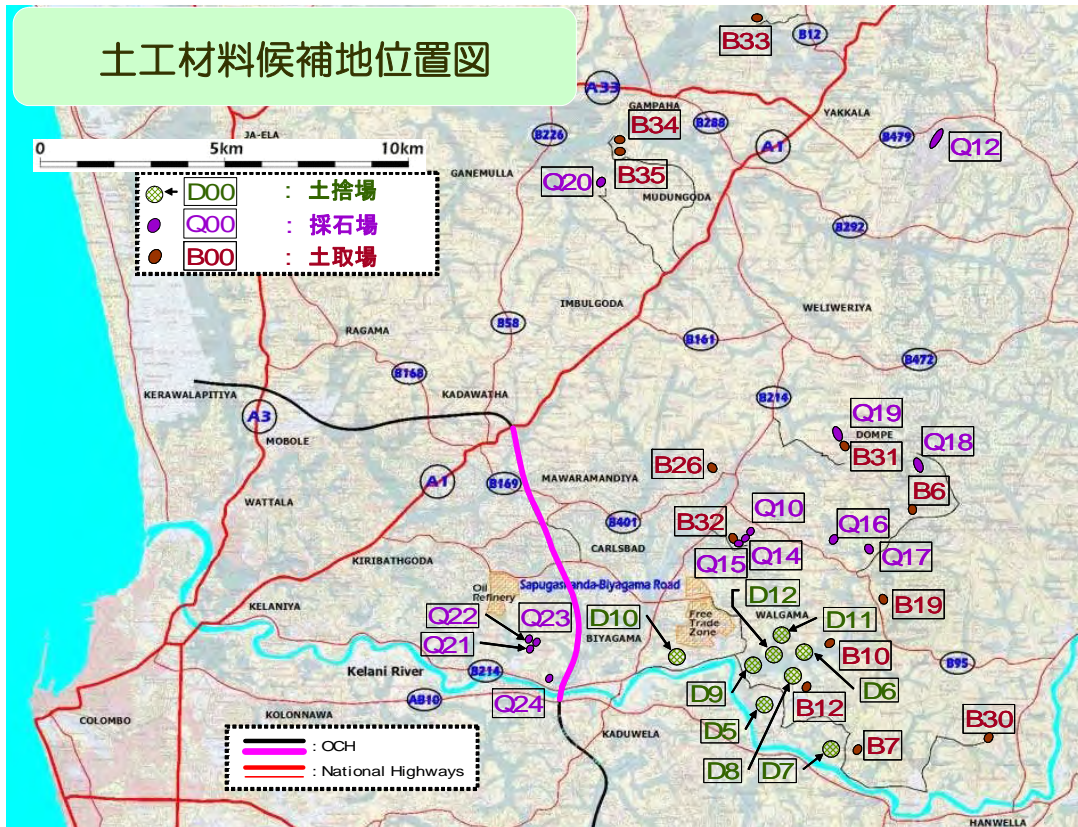 土工材料候補地位置図
B33
B12
A33
GAMPAHA
YAKKALA
JA-ELA
B226
B34
B288
B479
A1
Q12
0 5km 10km
GANEMULLA
Q20
B35
MUDUNGODA
D00 : 土捨場
Q00 : 採石場
B00 : 土取場
B292
IMBULGODA
WELIWERIYA
RAGAMA
B58
B161
B472
B168
KERAWALAPITIYA
KADAWATHA
B214
A3
MOBOLE
Q19
DOMPE
Q18
B31
B26
MAWARAMANDIYA
A1
B169
WATTALA
B6
B401
B32
Q10
Q16
CARLSBAD
Q14
Q15
Q17
KIRIBATHGODA
Oil
Refinery
Sapugaskanda-Biyagama Road
D12
B19
KELANIYA
Q22
Q23
D10
Free
Trade
Zone
WALGAMA
D11
Q21
BIYAGAMA
B10
Kelani River
B214
B95
D9
D6
Q24
AB10
B12
KOLONNAWA
COLOMBO
D5
KADUWELA
B30
: OCH
: National Highways
D8
D7
B7
HANWELLA